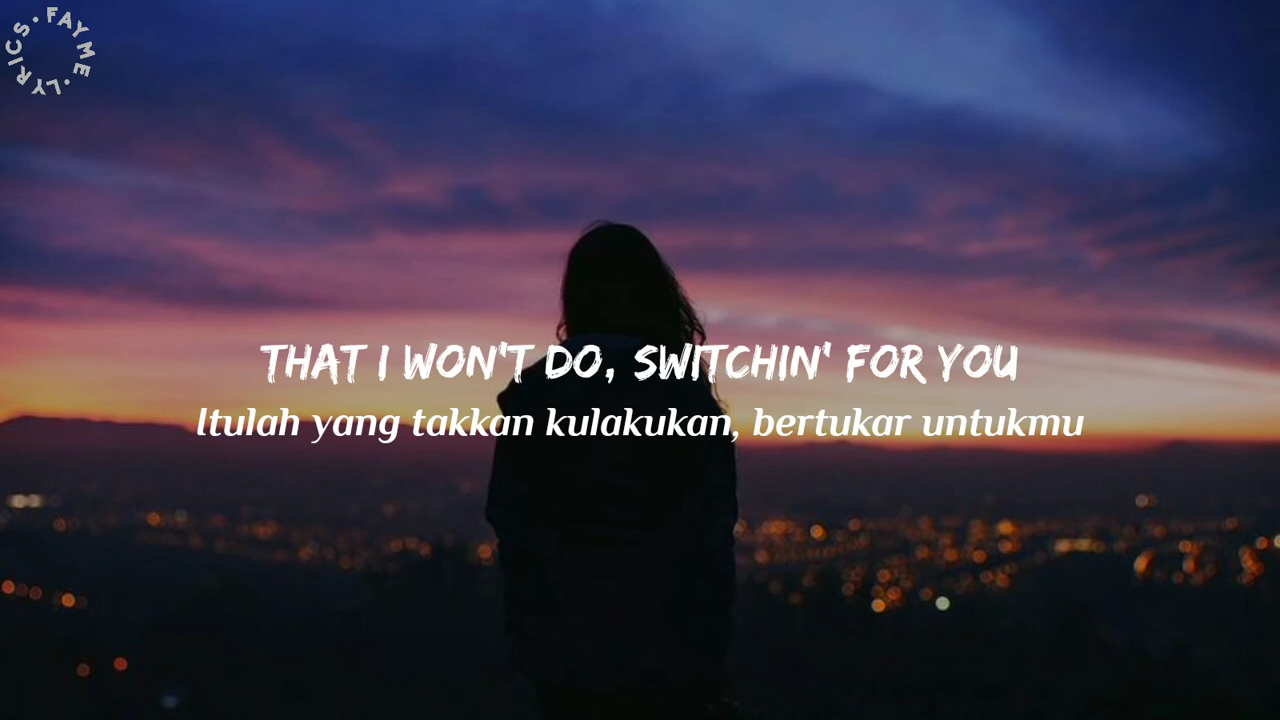 FAYME LYRICS
THAT I WON'T DO, SWITCHIN' FOR YOU
Itulah yang takkan kulakukan, bertukar untukmu